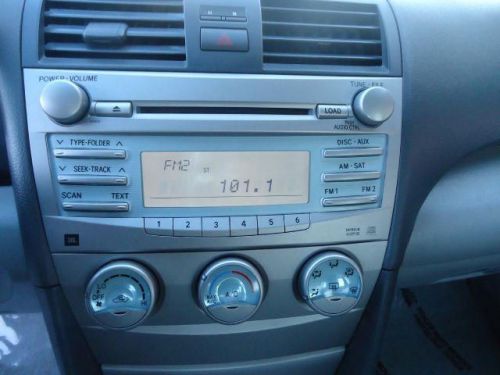 POWER·VOLUME
TUNE·FILE
LOAD
AUDIO CTRL
TYPE·FOLDER
DISC·AUX
SEEK·TRACK
AM·SAT
SCAN TEXT
FM1 FM2
FM2 ST
101.1
1 2 3 4 5 6
JBL
A/C